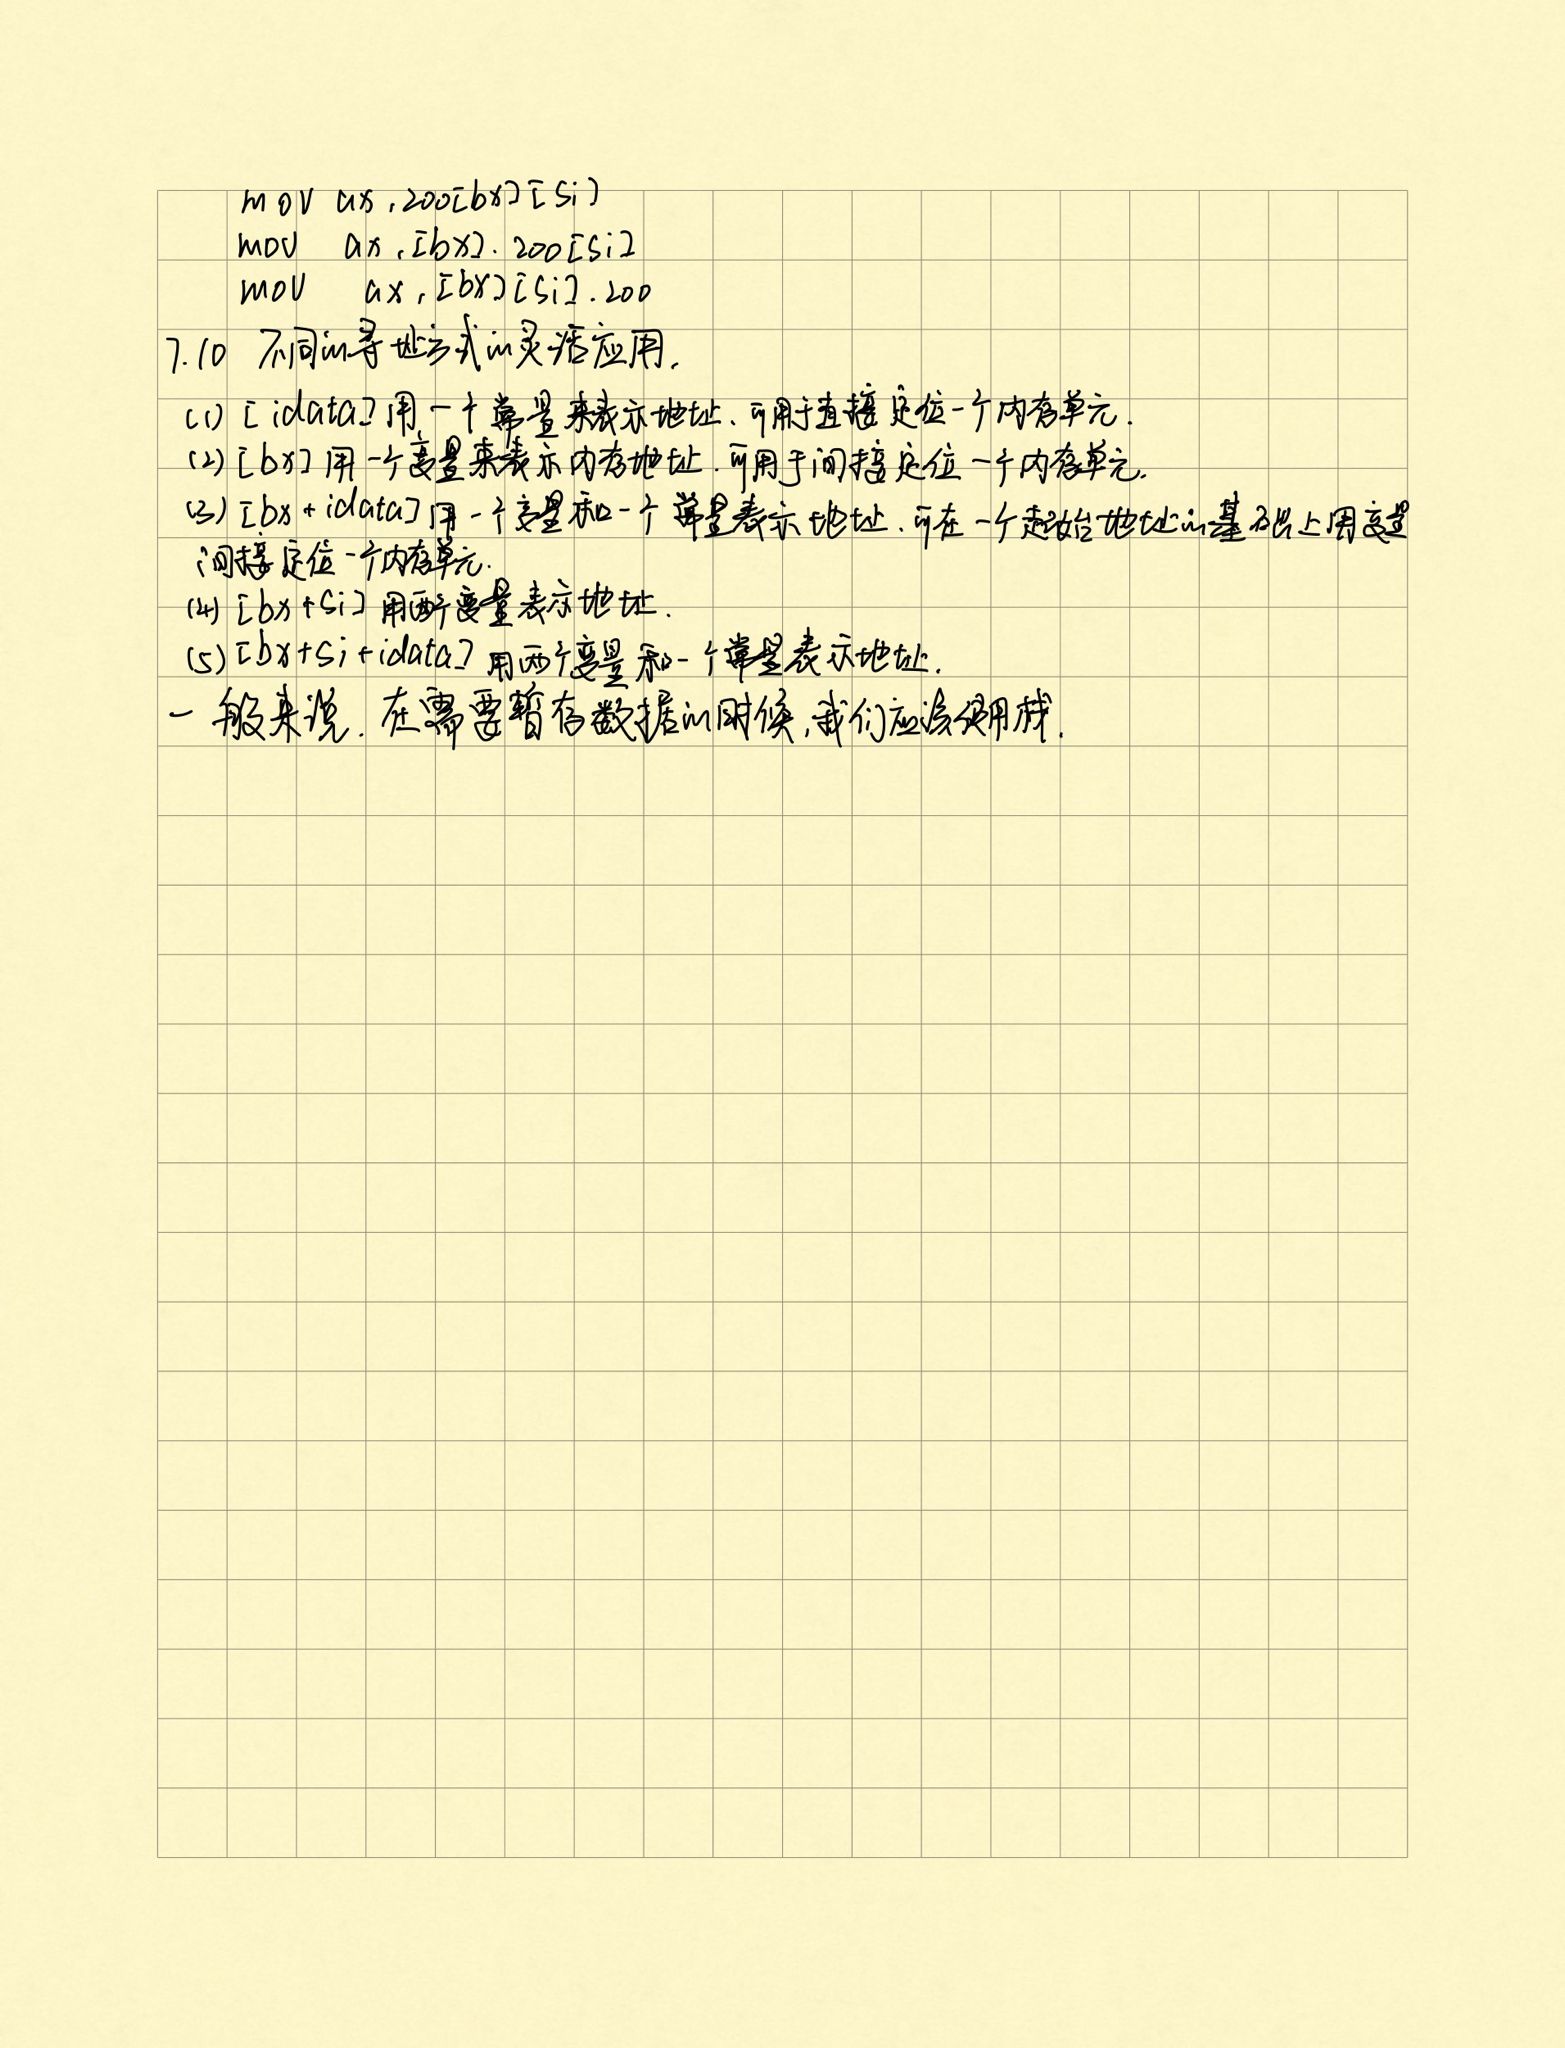 mov ax,200[bx][si]
mov ax,[bx].200[si]
mov ax,[bx][si].200
7.10 不同的寻址方式的灵活应用.
(1) [idata]用一个常量来表示地址.可用于直接定位一个内存单元.
(2) [bx]用一个变量来表示内存地址.可用于间接定位一个内存单元.
(3) [bx+idata]用一个变量和一个常量表示地址.可在一个起始地址的基础上用变量
间接定位一个内存单元.
(4) [bx+si]用两个变量表示地址.
(5) [bx+si+idata]用两个变量和一个常量表示地址.
一般来说.在需要暂存数据的时候,我们应该使用栈.